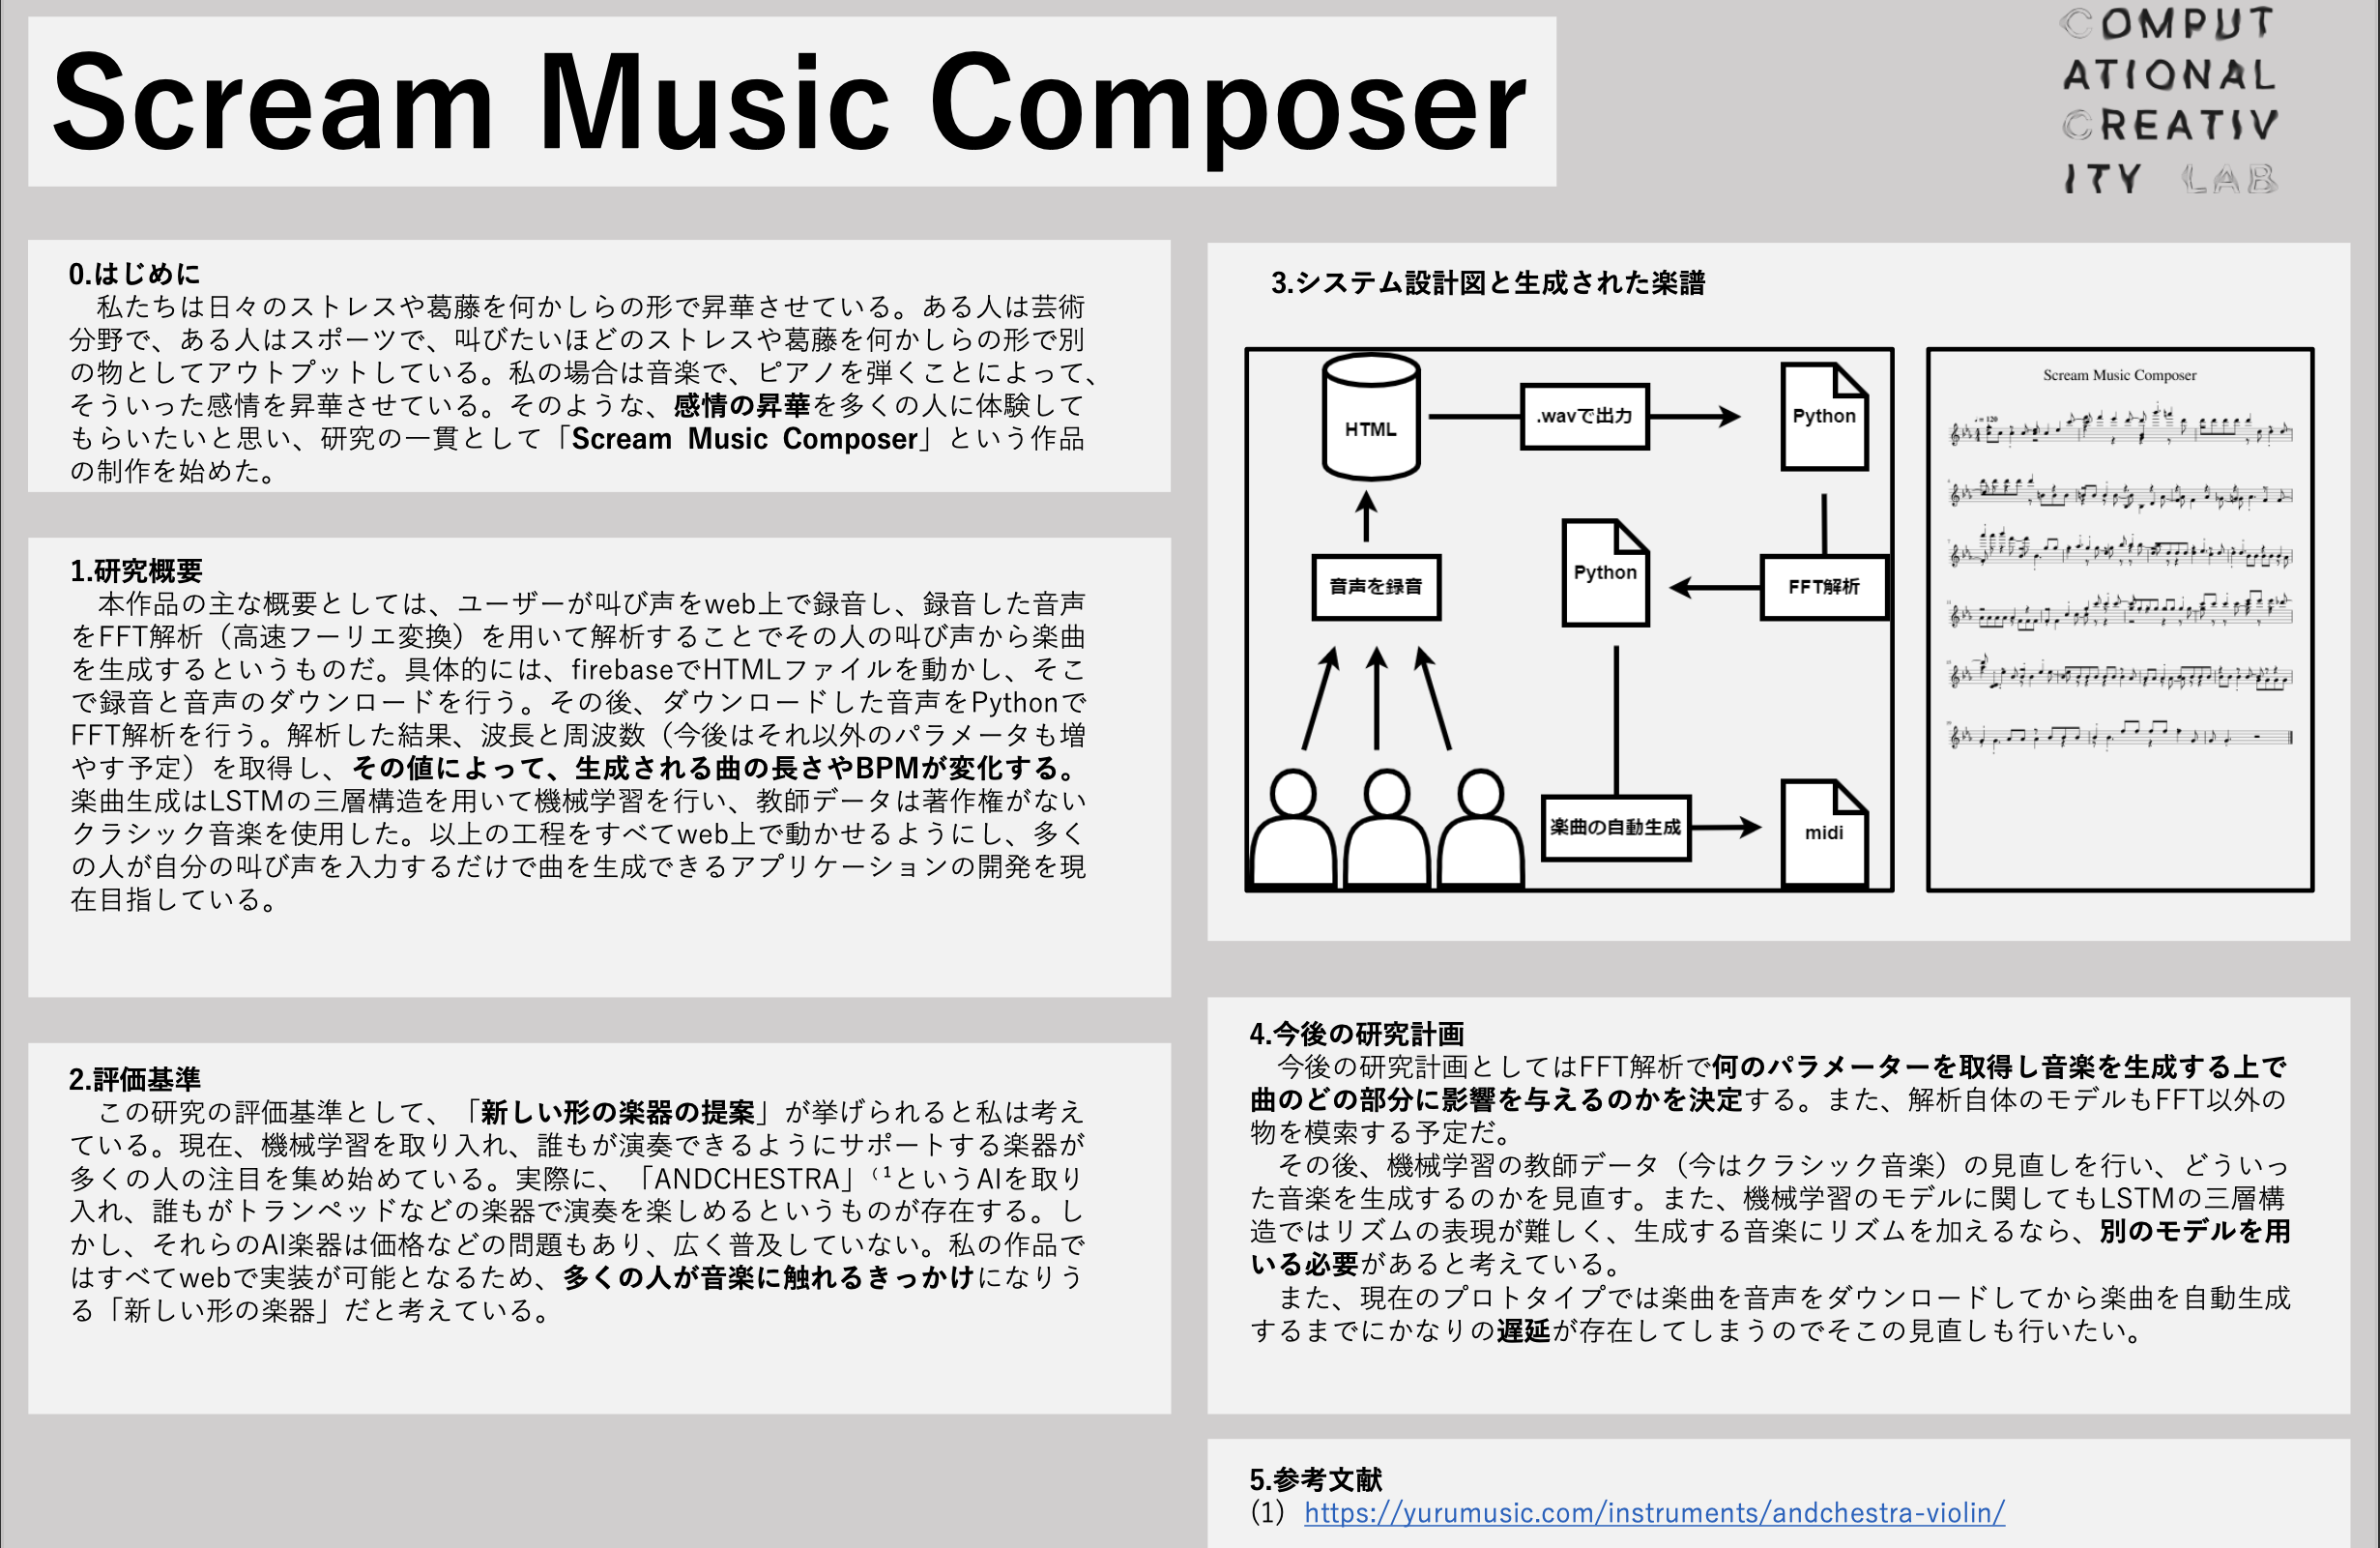 Scream Music Composer
COMPUT
ATIONAL
CREATIV
ITY LAB
0.はじめに
私たちは日々のストレスや葛藤を何かしらの形で昇華させている。ある人は芸術
分野で、ある人はスポーツで、叫びたいほどのストレスや葛藤を何かしらの形で別
の物としてアウトプットしている。私の場合は音楽で、ピアノを弾くことによって、
そういった感情を昇華させている。そのような、感情の昇華を多くの人に体験して
もらいたいと思い、研究の一貫として「Scream Music Composer」という作品
の制作を始めた。
1.研究概要
本作品の主な概要としては、ユーザーが叫び声をweb上で録音し、録音した音声
をFFT解析（高速フーリエ変換）を用いて解析することでその人の叫び声から楽曲
を生成するというものだ。具体的には、firebaseでHTMLファイルを動かし、そこ
で録音と音声のダウンロードを行う。その後、ダウンロードした音声をPythonで
FFT解析を行う。解析した結果、波長と周波数（今後はそれ以外のパラメータも増
やす予定）を取得し、その値によって、生成される曲の長さやBPMが変化する。
楽曲生成はLSTMの三層構造を用いて機械学習を行い、教師データは著作権がない
クラシック音楽を使用した。以上の工程をすべてweb上で動かせるようにし、多く
の人が自分の叫び声を入力するだけで曲を生成できるアプリケーションの開発を現
在目指している。
2.評価基準
この研究の評価基準として、「新しい形の楽器の提案」が挙げられると私は考え
ている。現在、機械学習を取り入れ、誰もが演奏できるようにサポートする楽器が
多くの人の注目を集め始めている。実際に、「ANDCHESTRA」⁽¹というAIを取り
入れ、誰もがトランペッドなどの楽器で演奏を楽しめるというものが存在する。し
かし、それらのAI楽器は価格などの問題もあり、広く普及していない。私の作品で
はすべてwebで実装が可能となるため、多くの人が音楽に触れるきっかけになりう
る「新しい形の楽器」だと考えている。
3.システム設計図と生成された楽譜
HTML
.wavで出力
Python
音声を録音
Python
FFT解析
楽曲の自動生成
midi
Scream Music Composer
♩= 120
4.今後の研究計画
今後の研究計画としてはFFT解析で何のパラメーターを取得し音楽を生成する上で
曲のどの部分に影響を与えるのかを決定する。また、解析自体のモデルもFFT以外の
物を模索する予定だ。
その後、機械学習の教師データ（今はクラシック音楽）の見直しを行い、どういっ
た音楽を生成するのかを見直す。また、機械学習のモデルに関してもLSTMの三層構
造ではリズムの表現が難しく、生成する音楽にリズムを加えるなら、別のモデルを用
いる必要があると考えている。
また、現在のプロトタイプでは楽曲を音声をダウンロードしてから楽曲を自動生成
するまでにかなりの遅延が存在してしまうのでそこの見直しも行いたい。
5.参考文献
(1) https://yurumusic.com/instruments/andchestra-violin/